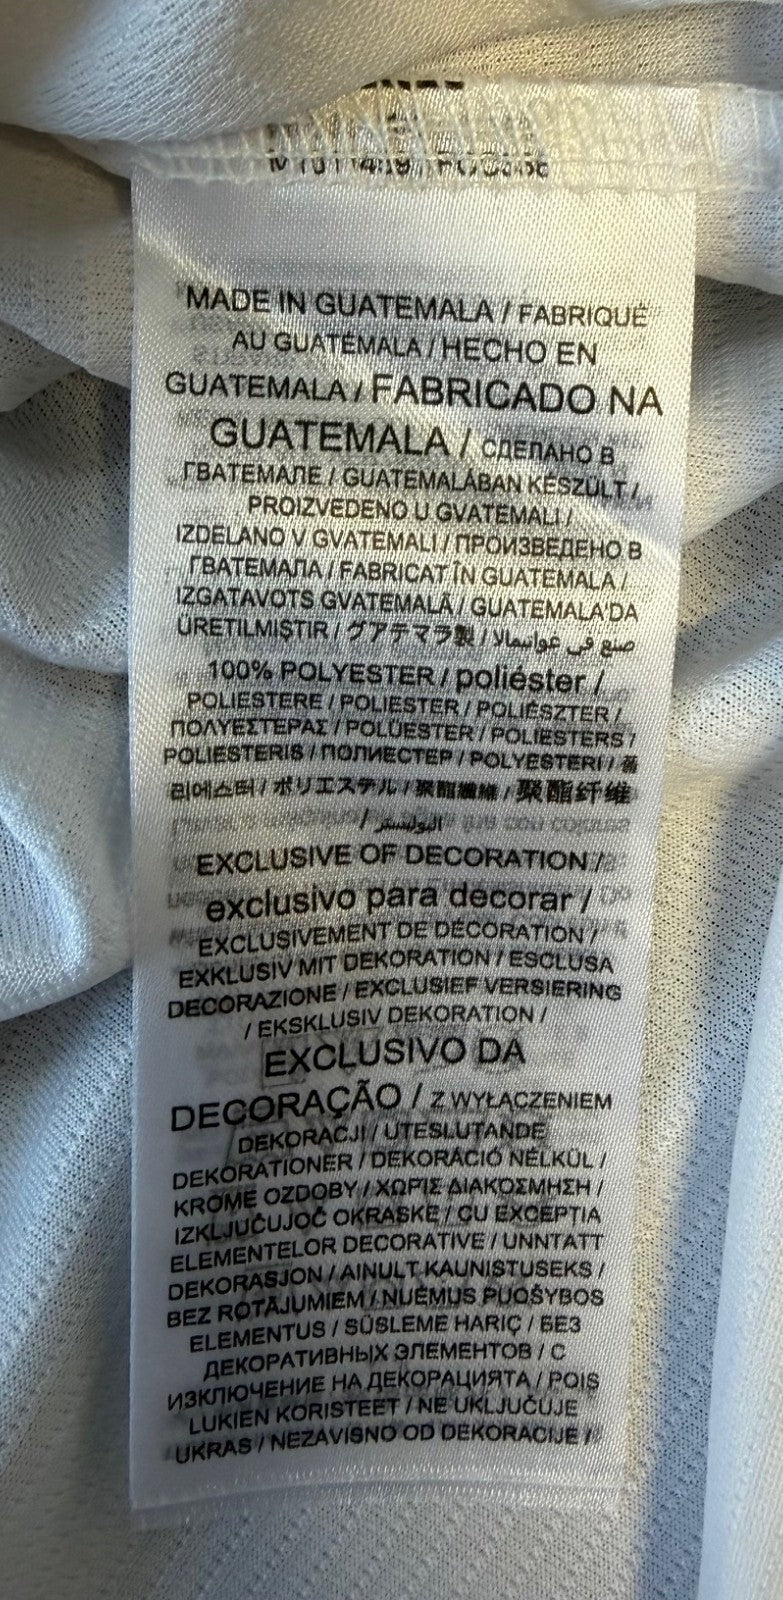 MADE IN GUATEMALA / FABRIQUÉ
AU GUATÉMALA / HECHO EN
GUATEMALA / FABRICADO NA
GUATEMALA / СДЕЛАНО В
ГВАТЕМАЛЕ / GUATEMALÁBAN KÉSZÜLT /
PROIZVEDENO U GVATEMALI /
IZDELANO V GVATEMALI / ПРОИЗВЕДЕНО В
ГВАТЕМАЛА / FABRICAT ÎN GUATEMALA /
IZGATAVOTS GVATEMALĀ / GUATEMALA'DA
ÜRETILMIŞTIR / グアテマラ製 / صنع في غواتيمالا
100% POLYESTER / poliéster /
POLIESTERE / POLIESTER / POLIÉSZTER /
ΠΟΛΥΕΣΤΕΡΑΣ / POLÜESTER / POLIESTERS /
POLIESTERIS / ПОЛИЕСТЕР / POLYESTERI / 폴
리에스터 / ポリエステル / 聚酯纖維 / 聚酯纤维
/ البوليستر
EXCLUSIVE OF DECORATION /
exclusivo para decorar /
EXCLUSIVEMENT DE DÉCORATION /
EXKLUSIV MIT DEKORATION / ESCLUSA
DECORAZIONE / EXCLUSIEF VERSIERING
/ EKSKLUSIV DEKORATION /
EXCLUSIVO DA
DECORAÇÃO / Z WYŁĄCZENIEM
DEKORACJI / UTESLUTANDE
DEKORATIONER / DEKORÁCIÓ NÉLKÜL /
KROMĚ OZDOBY / ΧΩΡΙΣ ΔΙΑΚΟΣΜΗΣΗ /
IZKLJUČUJOČ OKRASKE / CU EXCEPŢIA
ELEMENTELOR DECORATIVE / UNNTATT
DEKORASJON / AINULT KAUNISTUSEKS /
BEZ ROTĀJUMIEM / NUĖMUS PUOŠYBOS
ELEMENTUS / SÜSLEME HARIÇ / БЕЗ
ДЕКОРАТИВНЫХ ЭЛЕМЕНТОВ / С
ИЗКЛЮЧЕНИЕ НА ДЕКОРАЦИЯТА / POIS
LUKIEN KORISTEET / NE UKLJUČUJE
UKRAS / NEZAVISNO OD DEKORACIJE /